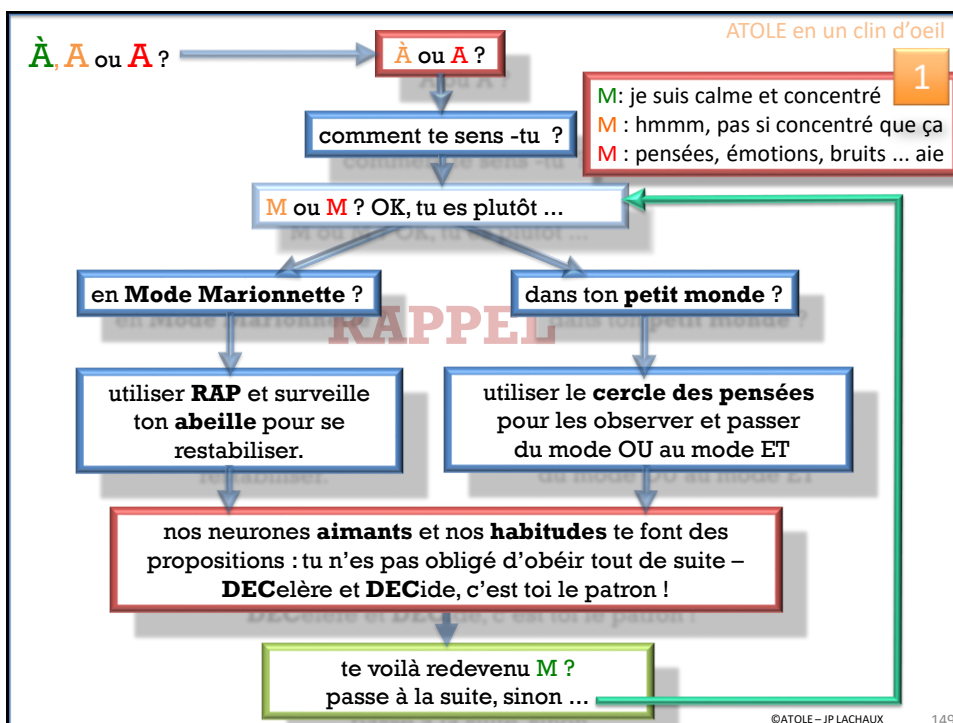 ATOLE en un clin d'oeil
À, A ou A ?
À ou A ?
1
M: je suis calme et concentré
M : hmmm, pas si concentré que ça
M : pensées, émotions, bruits ... aie
comment te sens -tu ?
M ou M ? OK, tu es plutôt ...
en Mode Marionnette ?
dans ton petit monde ?
RAPPEL
utiliser RAP et surveille
ton abeille pour se
restabiliser.
utiliser le cercle des pensées
pour les observer et passer
du mode OU au mode ET
nos neurones aimants et nos habitudes te font des
propositions : tu n'es pas obligé d'obéir tout de suite –
DECelère et DECide, c'est toi le patron !
te voilà redevenu M ?
passe à la suite, sinon ...
©ATOLE – JP LACHAUX
149